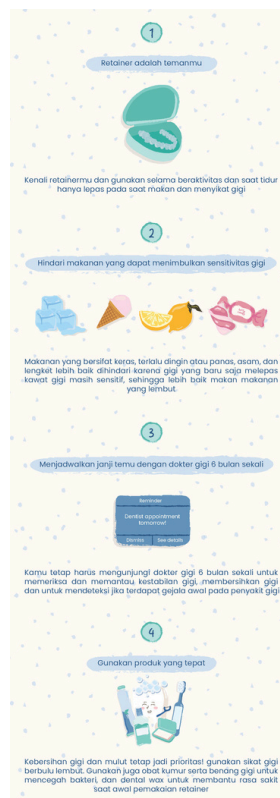 1
Retainer adalah temanmu
Kenali retainermu dan gunakan selama beraktivitas dan saat tidur
hanya lepas pada saat makan dan menyikat gigi
2
Hindari makanan yang dapat menimbulkan sensitivitas gigi
Makanan yang bersifat keras, terlalu dingin atau panas, asam, dan
lengket lebih baik dihindari karena gigi yang baru saja melepas
kawat gigi masih sensitif, sehingga lebih baik makan makanan
yang lembut.
3
Menjadwalkan janji temu dengan dokter gigi 6 bulan sekali
Reminder
Dentist appointment
tomorrow!
Dismiss
See details
Kamu tetap harus mengunjungi dokter gigi 6 bulan sekali untuk
memeriksa dan memantau kestabilan gigi, membersihkan gigi
dan untuk mendeteksi jika terdapat gejala awal pada penyakit gigi
4
Gunakan produk yang tepat
Kebersihan gigi dan mulut tetap jadi prioritas! gunakan sikat gigi
berbulu lembut. Gunakan juga obat kumur serta benang gigi untuk
mencegah bakteri, dan dental wax untuk membantu rasa sakit
saat awal pemakaian retainer